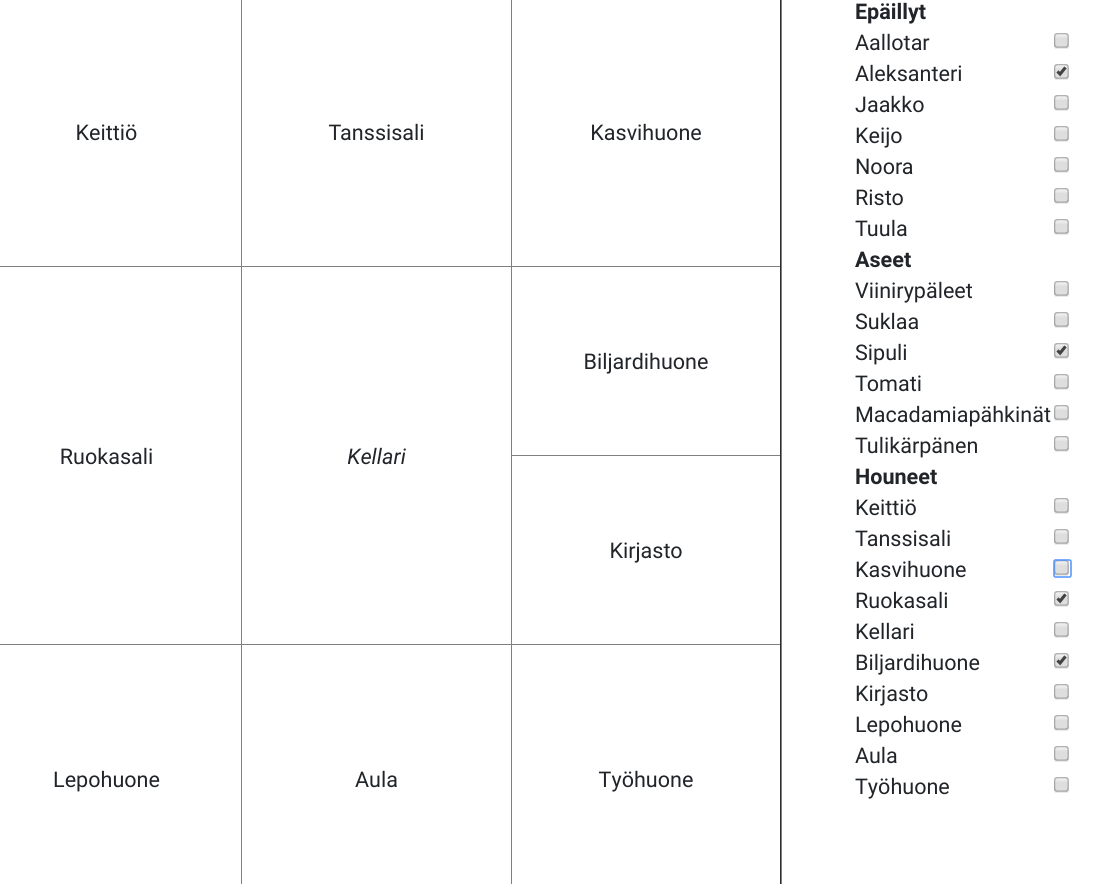 Keittiö
Tanssisali
Kasvihuone
Ruokasali
Kellari
Biljardihuone
Kirjasto
Lepohuone
Aula
Työhuone
Epäillyt
Aallotar
Aleksanteri
Jaakko
Keijo
Noora
Risto
Tuula
Aseet
Viinirypäleet
Suklaa
Sipuli
Tomati
Macadamiapähkinät
Tulikärpänen
Houneet
Keittiö
Tanssisali
Kasvihuone
Ruokasali
Kellari
Biljardihuone
Kirjasto
Lepohuone
Aula
Työhuone